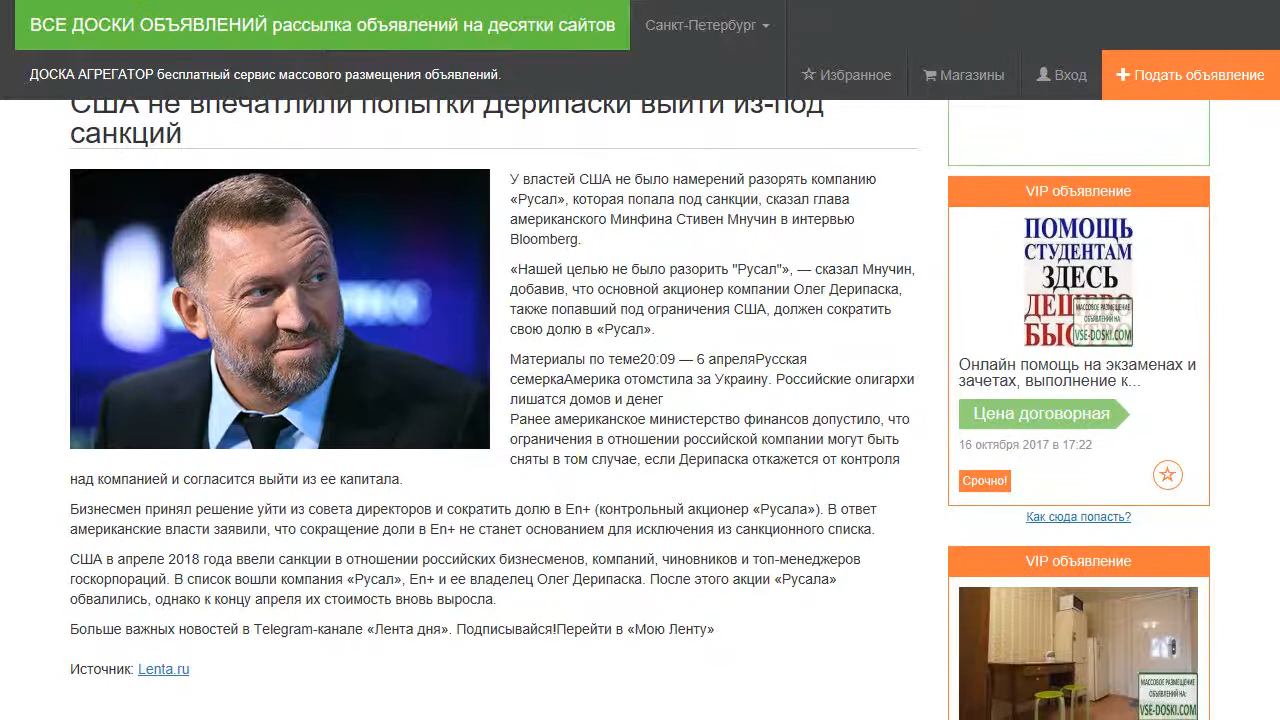 ВСЕ ДОСКИ ОБЪЯВЛЕНИЙ рассылка объявлений на десятки сайтов
Санкт-Петербург
ДОСКА АГРЕГАТОР бесплатный сервис массового размещения объявлений.
Избранное
Магазины
Вход
Подать объявление
США не впечатлили попытки Дерипаски выйти из-под
санкций
У властей США не было намерений разорять компанию
«Русал», которая попала под санкции, сказал глава
американского Минфина Стивен Мнучин в интервью
Bloomberg.
«Нашей целью не было разорить "Русал"», — сказал Мнучин,
добавив, что основной акционер компании Олег Дерипаска,
также попавший под ограничения США, должен сократить
свою долю в «Русал».
Материалы по теме20:09 — 6 апреляРусская
семеркаАмерика отомстила за Украину. Российские олигархи
лишатся домов и денег
Ранее американское министерство финансов допустило, что
ограничения в отношении российской компании могут быть
сняты в том случае, если Дерипаска откажется от контроля
над компанией и согласится выйти из ее капитала.
Бизнесмен принял решение уйти из совета директоров и сократить долю в En+ (контрольный акционер «Русала»). В ответ
американские власти заявили, что сокращение доли в En+ не станет основанием для исключения из санкционного списка.
США в апреле 2018 года ввели санкции в отношении российских бизнесменов, компаний, чиновников и топ-менеджеров
госкорпораций. В список вошли компания «Русал», En+ и ее владелец Олег Дерипаска. После этого акции «Русала»
обвалились, однако к концу апреля их стоимость вновь выросла.
Больше важных новостей в Telegram-канале «Лента дня». Подписывайся!Перейти в «Мою Ленту»
Источник: Lenta.ru
VIP объявление
ПОМОЩЬ
СТУДЕНТАМ
ЗДЕСЬ
ДЕШЕВО
БЫСТРО
МАССОВОЕ РАЗМЕЩЕНИЕ
ОБЪЯВЛЕНИЙ НА:
VSE-DOSKI.COM
Онлайн помощь на экзаменах и
зачетах, выполнение к...
Цена договорная
16 октября 2017 в 17:22
Срочно!
Как сюда попасть?
VIP объявление
МАССОВОЕ РАЗМЕЩЕНИЕ
ОБЪЯВЛЕНИЙ НА:
VSE-DOSKI.COM